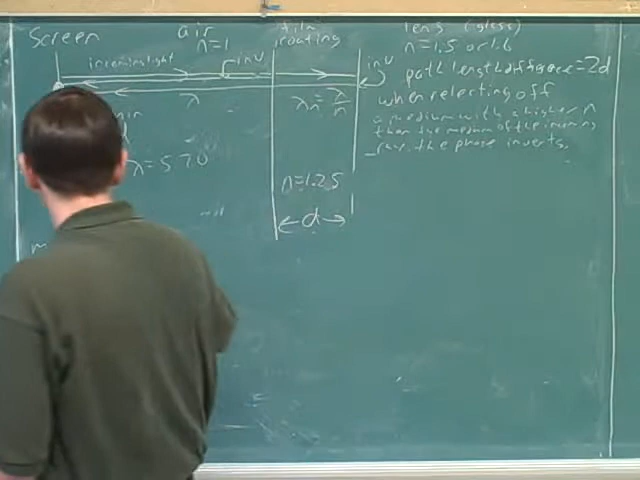 Screen
air
n=1
film
coating
lens (glass)
n=1.5 or 1.6
incoming light
inv
inv
path length difference = 2d
λ
λn = λ/n
when relecting off
a medium with a higher n
than the medium of the incoming
ray, the phase inverts.
λ = 570
n=1.25
d